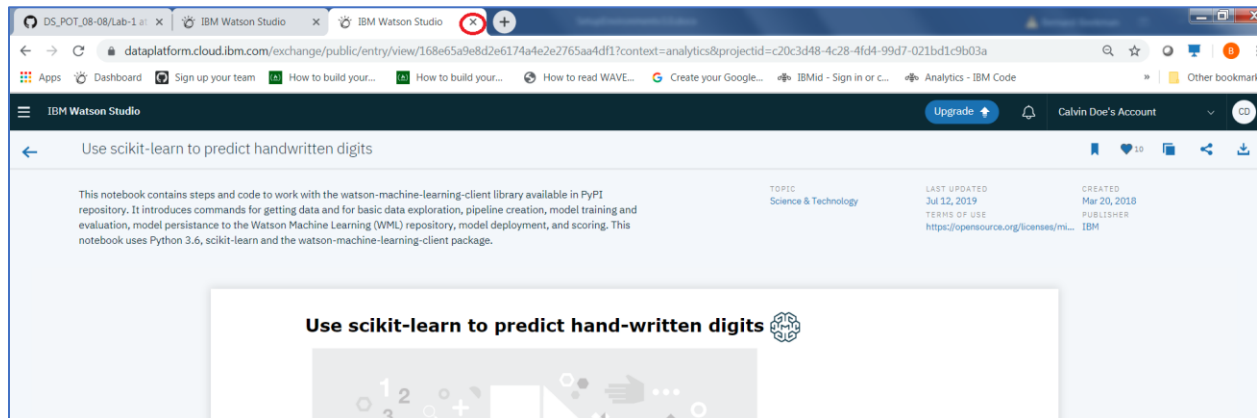 DS_POT_08-08/Lab-1 at
IBM Watson Studio
IBM Watson Studio
dataplatform.cloud.ibm.com/exchange/public/entry/view/168e65a9e8d2e6174a4e2e2765aa4df1?context=analytics&projectid=c20c3d48-4c28-4fd4-99d7-021bd1c9b03a
B
Apps Dashboard Sign up your team How to build your... How to build your... How to read WAVE... Create your Google... IBMid - Sign in or c... Analytics - IBM Code » Other bookmark
IBM Watson Studio Upgrade Calvin Doe's Account CD
Use scikit-learn to predict handwritten digits 10
This notebook contains steps and code to work with the watson-machine-learning-client library available in PyPI
repository. It introduces commands for getting data and for basic data exploration, pipeline creation, model training and
evaluation, model persistance to the Watson Machine Learning (WML) repository, model deployment, and scoring. This
notebook uses Python 3.6, scikit-learn and the watson-machine-learning-client package.
TOPIC
Science & Technology
LAST UPDATED
Jul 12, 2019
TERMS OF USE
https://opensource.org/licenses/mi...
CREATED
Mar 20, 2018
PUBLISHER
IBM
Use scikit-learn to predict hand-written digits
1 2
3